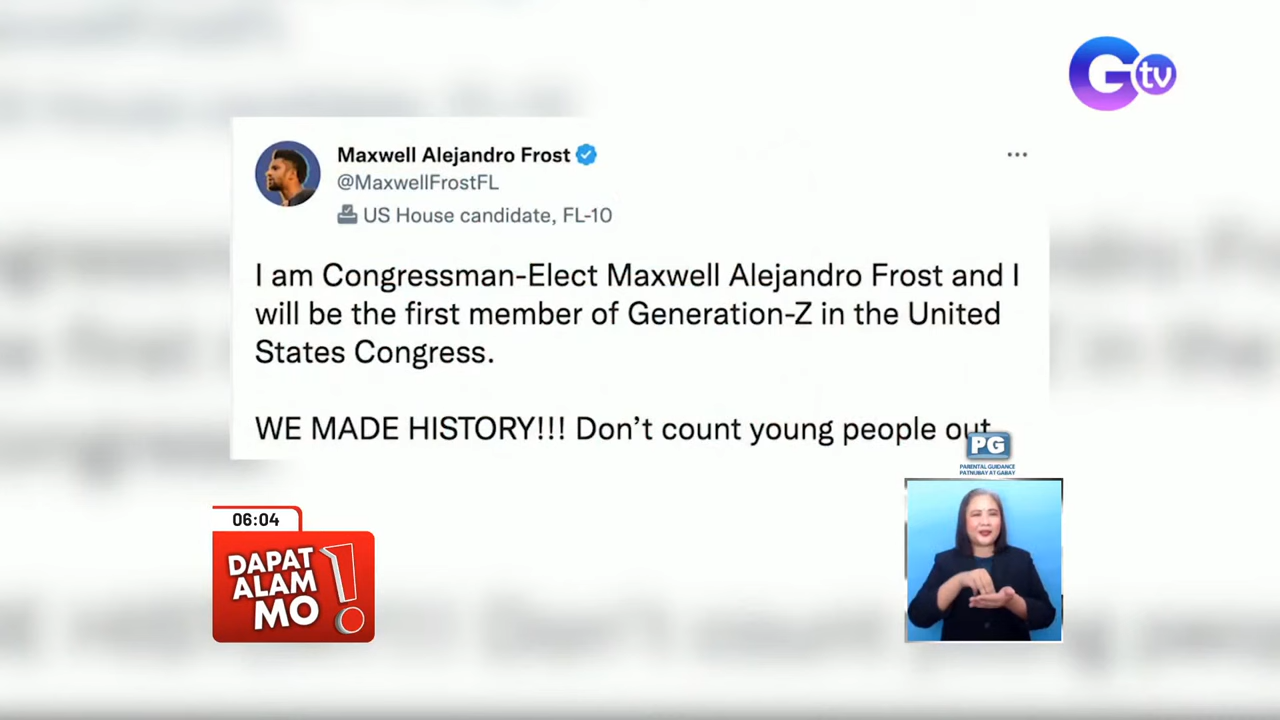 Gtv
Maxwell Alejandro Frost
@MaxwellFrostFL
US House candidate, FL-10
I am Congressman-Elect Maxwell Alejandro Frost and I
will be the first member of Generation-Z in the United
States Congress.
WE MADE HISTORY!!! Don’t count young people out
PG
PARENTAL GUIDANCE
PATNUBAY AT GABAY
06:04
DAPAT
ALAM
MO!